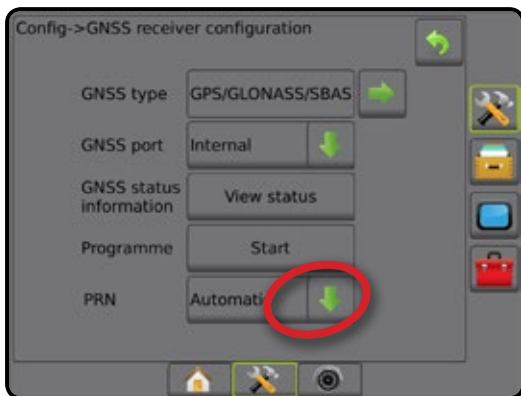 Config->GNSS receiver configuration
GNSS type GPS/GLONASS/SBAS
GNSS port Internal
GNSS status information View status
Programme Start
PRN Automati